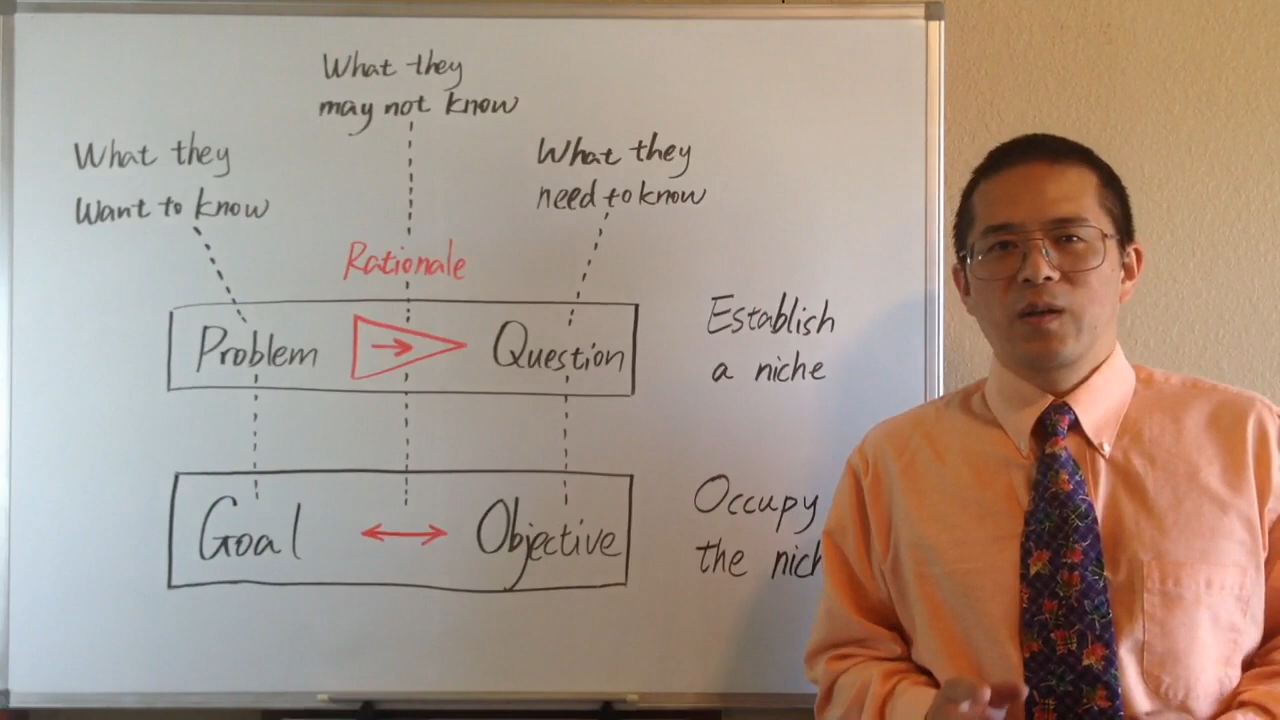 What they
may not know
What they
want to know
What they
need to know
Rationale
Problem
Question
Establish
a niche
Goal
Objective
Occupy
the nich